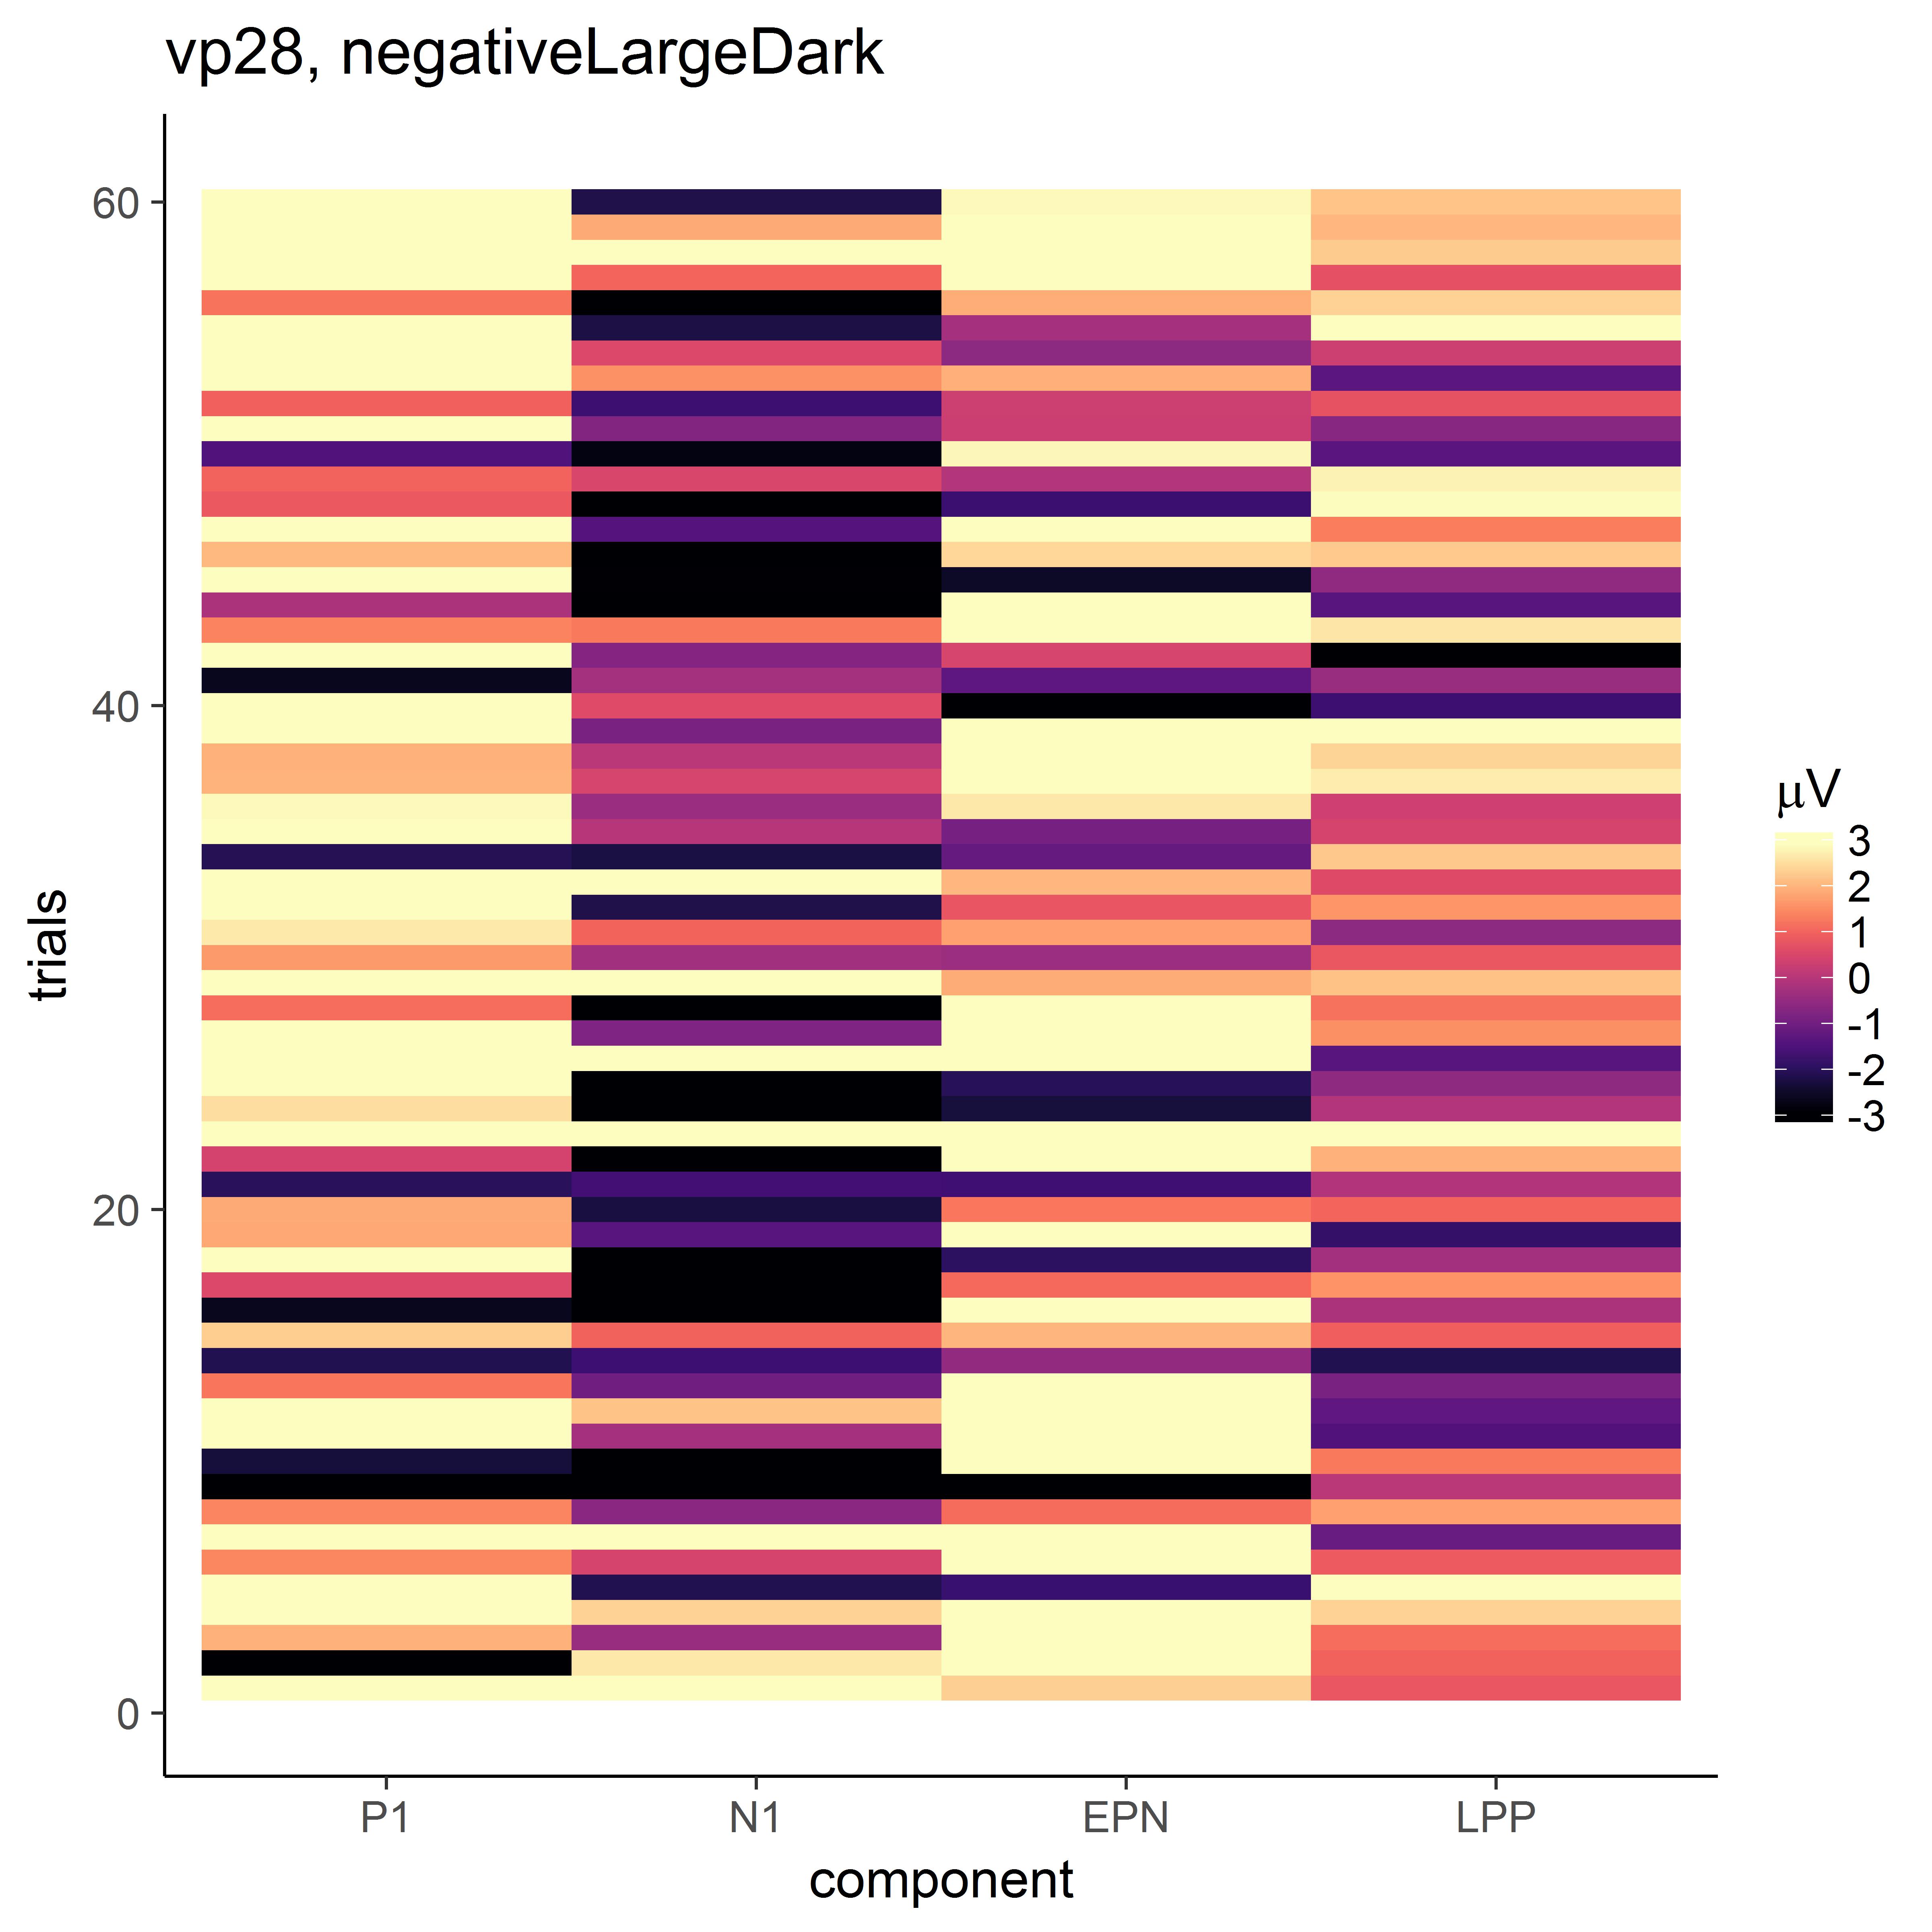 vp28, negativeLargeDark
60
40
20
0
trials
P1 N1 EPN LPP
component
μV
3
2
1
0
-1
-2
-3